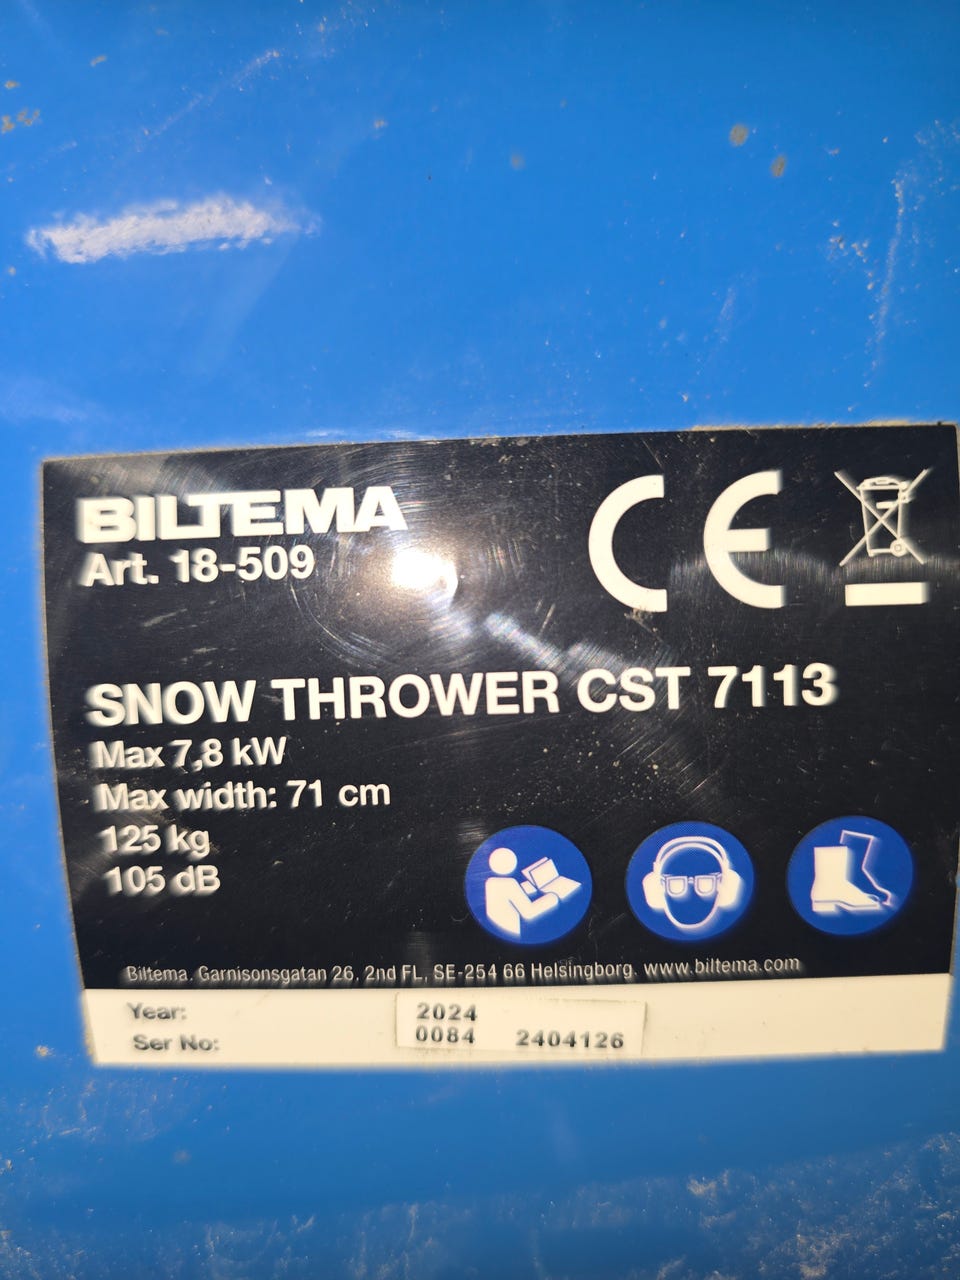 BILTEMA
Art. 18-509
CE
SNOW THROWER CST 7113
Max 7,8 kW
Max width: 71 cm
125 kg
105 dB
Biltema, Garnisonsgatan 26, 2nd FL, SE-254 66 Helsingborg. www.biltema.com
Year: 2024
Ser No: 0084 2404126